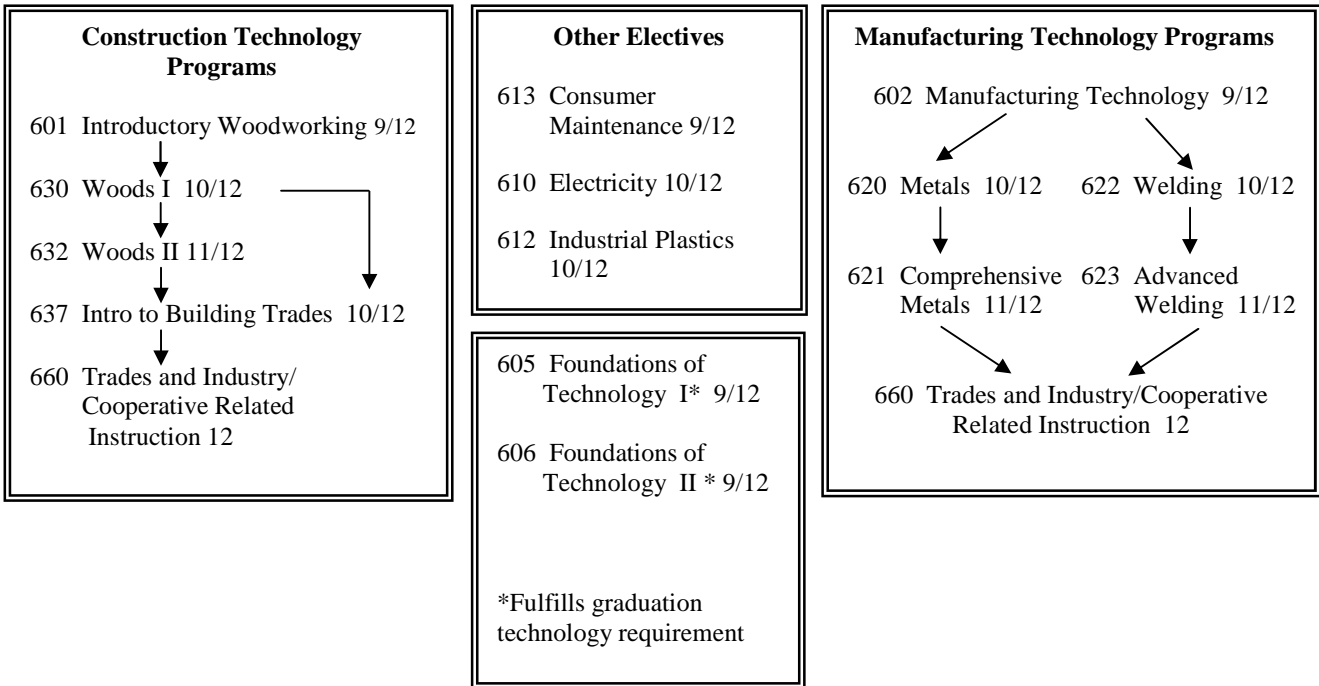 Construction Technology
Programs
601 Introductory Woodworking 9/12
630 Woods I 10/12
632 Woods II 11/12
637 Intro to Building Trades 10/12
660 Trades and Industry/
Cooperative Related
Instruction 12
Other Electives
613 Consumer
Maintenance 9/12
610 Electricity 10/12
612 Industrial Plastics
10/12
605 Foundations of
Technology I* 9/12
606 Foundations of
Technology II * 9/12
*Fulfills graduation
technology requirement
Manufacturing Technology Programs
602 Manufacturing Technology 9/12
620 Metals 10/12
622 Welding 10/12
621 Comprehensive
Metals 11/12
623 Advanced
Welding 11/12
660 Trades and Industry/Cooperative
Related Instruction 12